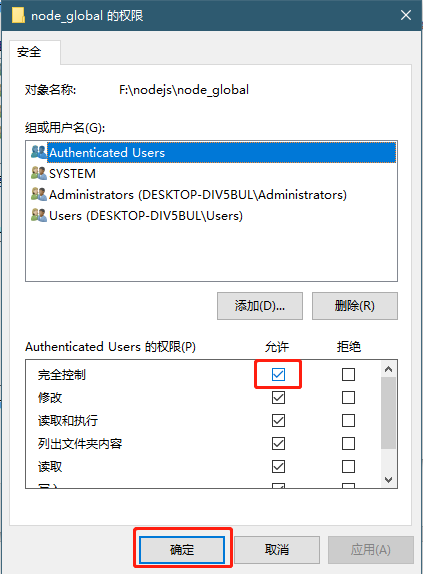 node_global 的权限
安全
对象名称: F:\nodejs\node_global
组或用户名(G):
Authenticated Users
SYSTEM
Administrators (DESKTOP-DIV5BUL\Administrators)
Users (DESKTOP-DIV5BUL\Users)
添加(D)... 删除(R)
Authenticated Users 的权限(P) 允许 拒绝
完全控制
修改
读取和执行
列出文件夹内容
读取
确定 取消 应用(A)